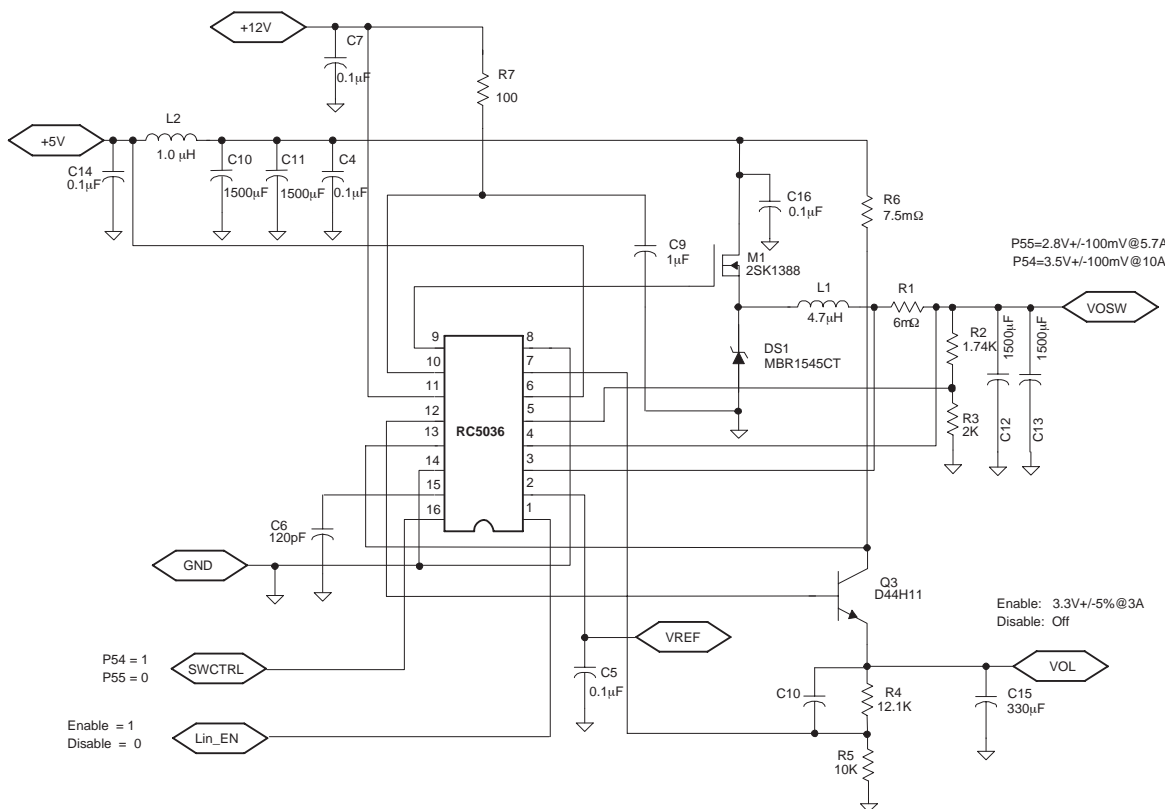 +12V
C7
0.1µF
R7
100
+5V
L2
1.0 µH
C14
0.1µF
C10
1500µF
C11
1500µF
C4
0.1µF
C16
0.1µF
R6
7.5mΩ
C9
1µF
M1
2SK1388
P55=2.8V+/-100mV@5.7A
P54=3.5V+/-100mV@10A
L1
4.7µH
R1
6mΩ
VOSW
R2
1.74K
1500µF
1500µF
DS1
MBR1545CT
R3
2K
C12
C13
9
8
10
7
11
6
12
5
13
4
14
3
15
2
16
1
RC5036
C6
120pF
GND
Q3
D44H11
Enable: 3.3V+/-5%@3A
Disable: Off
VREF
P54 = 1
P55 = 0
SWCTRL
C5
0.1µF
VOL
C10
R4
12.1K
C15
330µF
Enable = 1
Disable = 0
Lin_EN
R5
10K